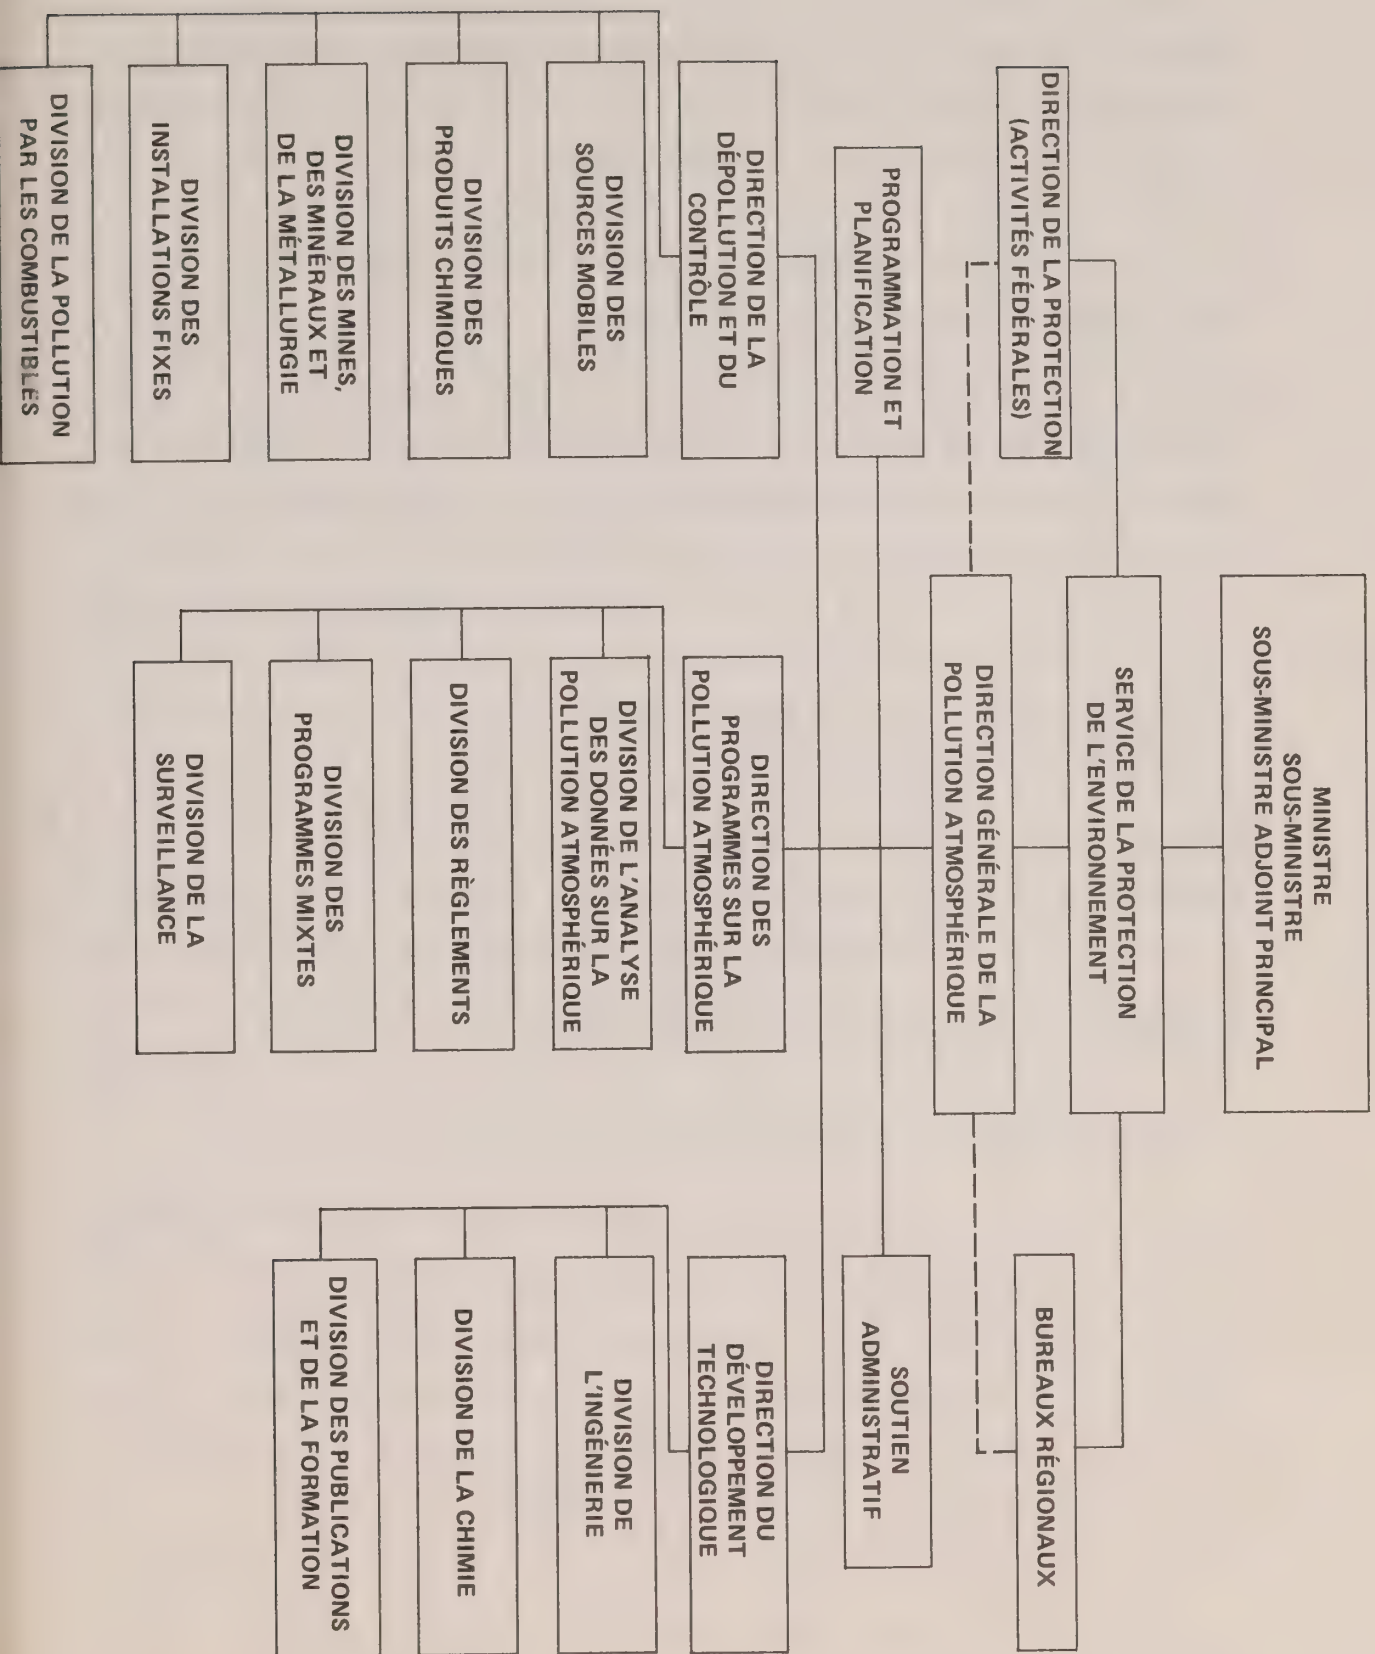 MINISTRE
SOUS-MINISTRE
SOUS-MINISTRE ADJOINT PRINCIPAL
SERVICE DE LA PROTECTION
DE L'ENVIRONNEMENT
DIRECTION DE LA PROTECTION
(ACTIVITÉS FÉDÉRALES)
BUREAUX RÉGIONAUX
DIRECTION GÉNÉRALE DE LA
POLLUTION ATMOSPHÉRIQUE
PROGRAMMATION ET
PLANIFICATION
SOUTIEN
ADMINISTRATIF
DIRECTION DE LA
DÉPOLLUTION ET DU
CONTRÔLE
DIVISION DES
SOURCES MOBILES
DIVISION DES
PRODUITS CHIMIQUES
DIVISION DES MINES,
DES MINÉRAUX ET
DE LA MÉTALLURGIE
DIVISION DES
INSTALLATIONS FIXES
DIVISION DE LA POLLUTION
PAR LES COMBUSTIBLES
DIRECTION DES
PROGRAMMES SUR LA
POLLUTION ATMOSPHÉRIQUE
DIVISION DE L'ANALYSE
DES DONNÉES SUR LA
POLLUTION ATMOSPHÉRIQUE
DIVISION DES RÈGLEMENTS
DIVISION DES
PROGRAMMES MIXTES
DIVISION DE LA
SURVEILLANCE
DIRECTION DU
DÉVELOPPEMENT
TECHNOLOGIQUE
DIVISION DE
L'INGÉNIERIE
DIVISION DE LA CHIMIE
DIVISION DES PUBLICATIONS
ET DE LA FORMATION